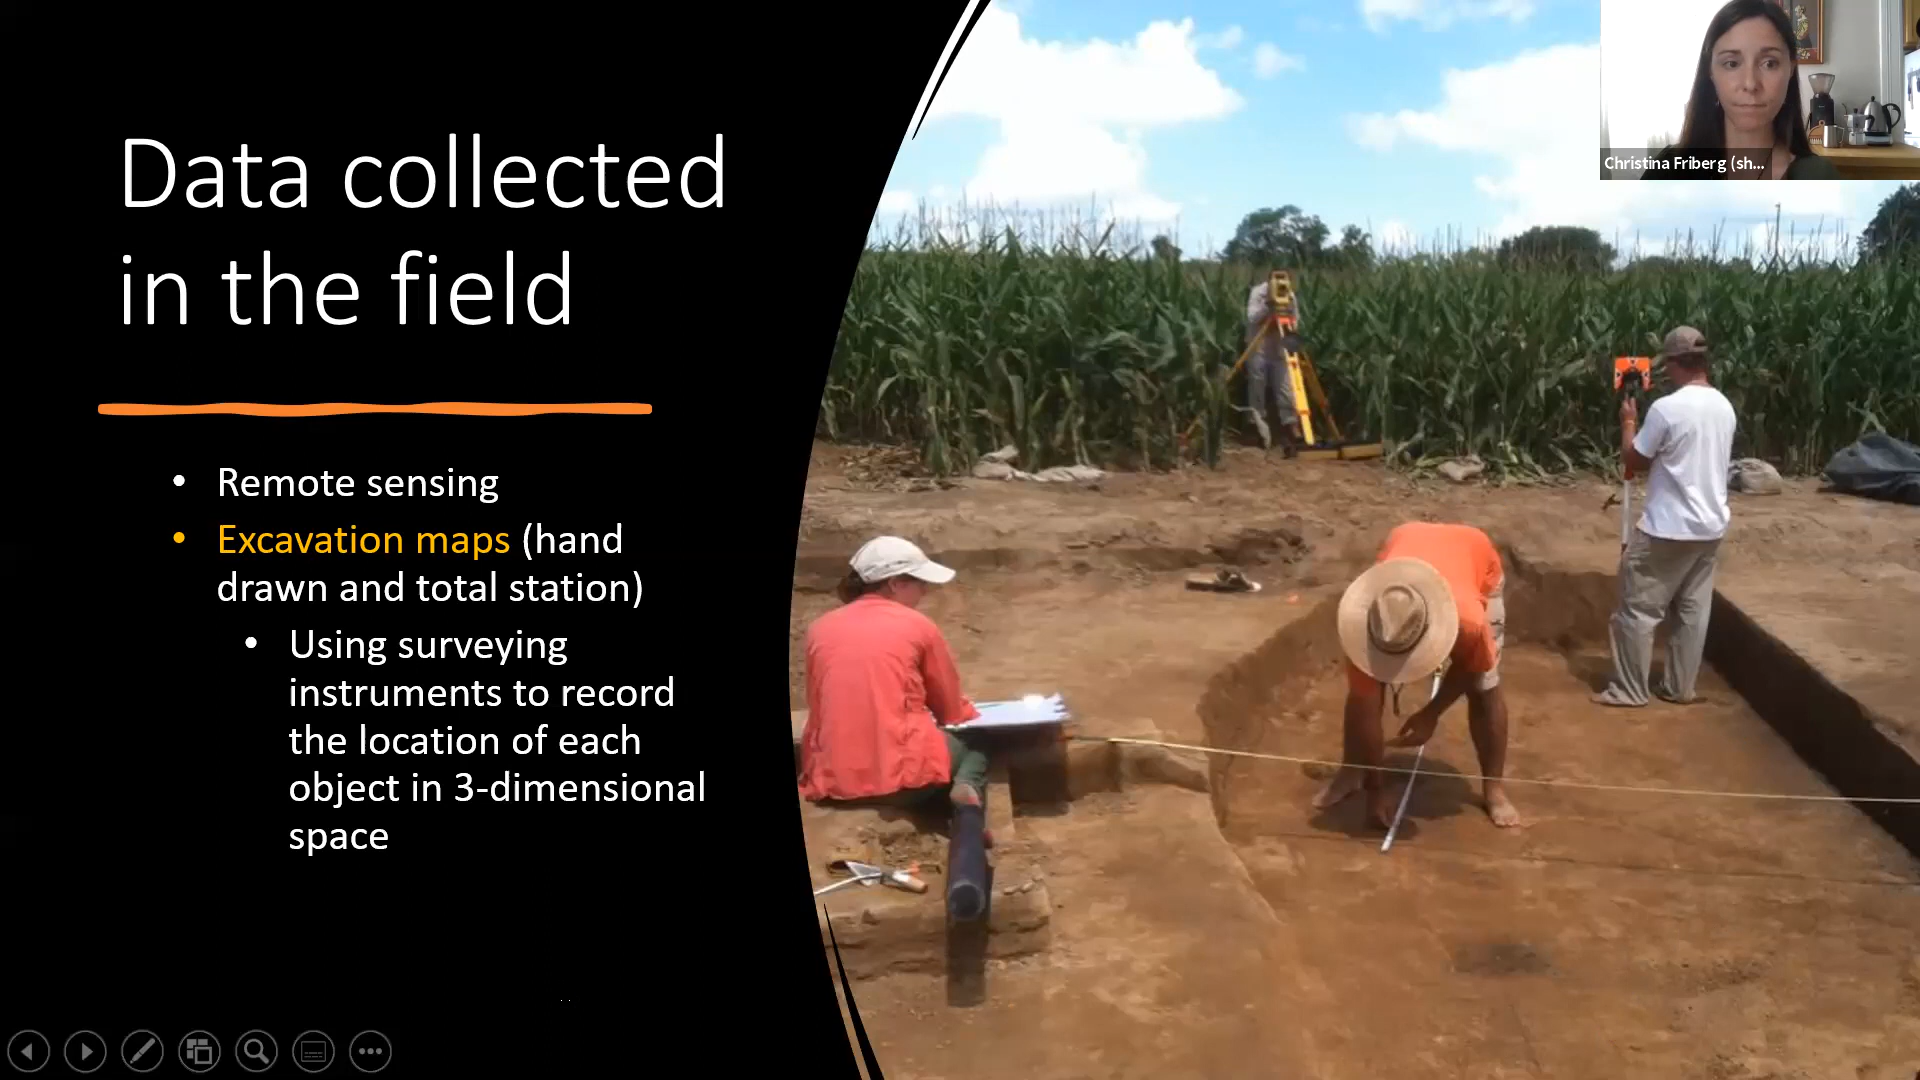 Data collected
in the field
• Remote sensing
• Excavation maps (hand
drawn and total station)
• Using surveying
instruments to record
the location of each
object in 3-dimensional
space
Christina Friberg (sh...